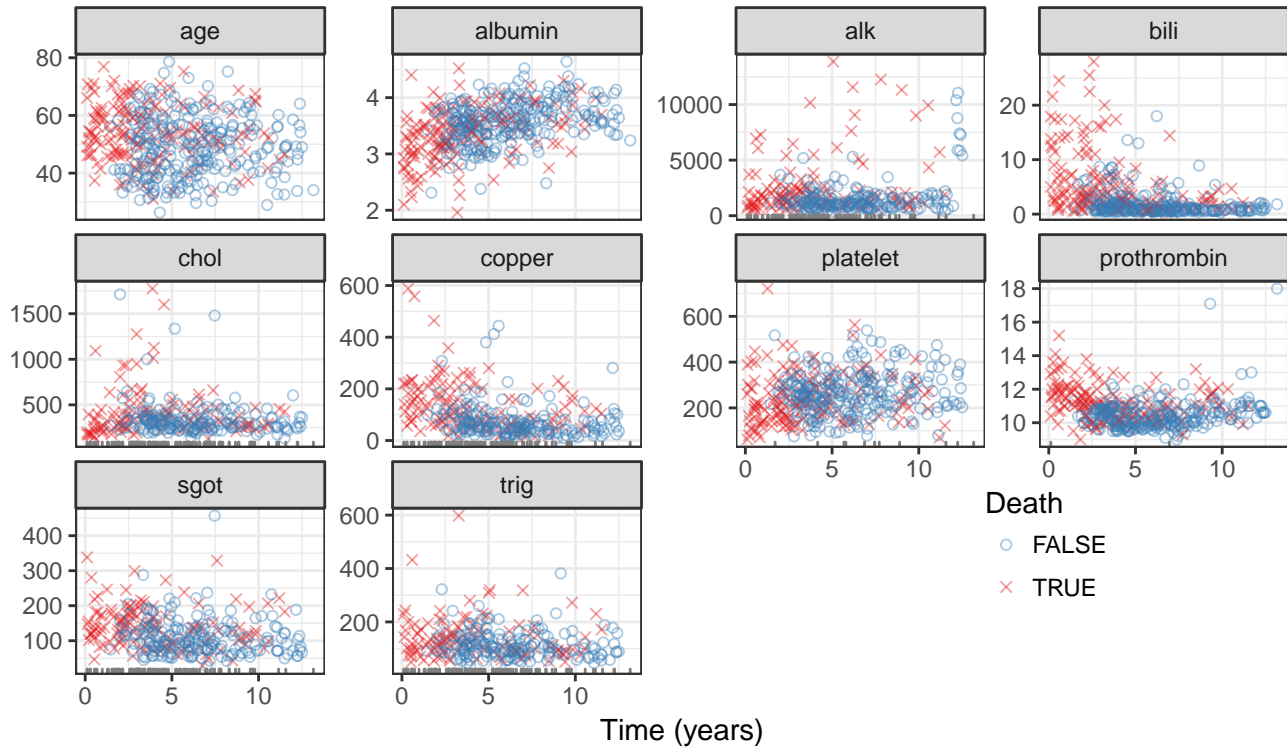 age
albumin
alk
bili
80
60
40
4
3
2
10000
5000
0
20
10
0
chol
copper
platelet
prothrombin
1500
1000
500
600
400
200
0
600
400
200
18
16
14
12
10
sgot
trig
0 5 10
0 5 10
400
300
200
100
600
400
200
0 5 10
0 5 10
Death
FALSE
TRUE
Time (years)